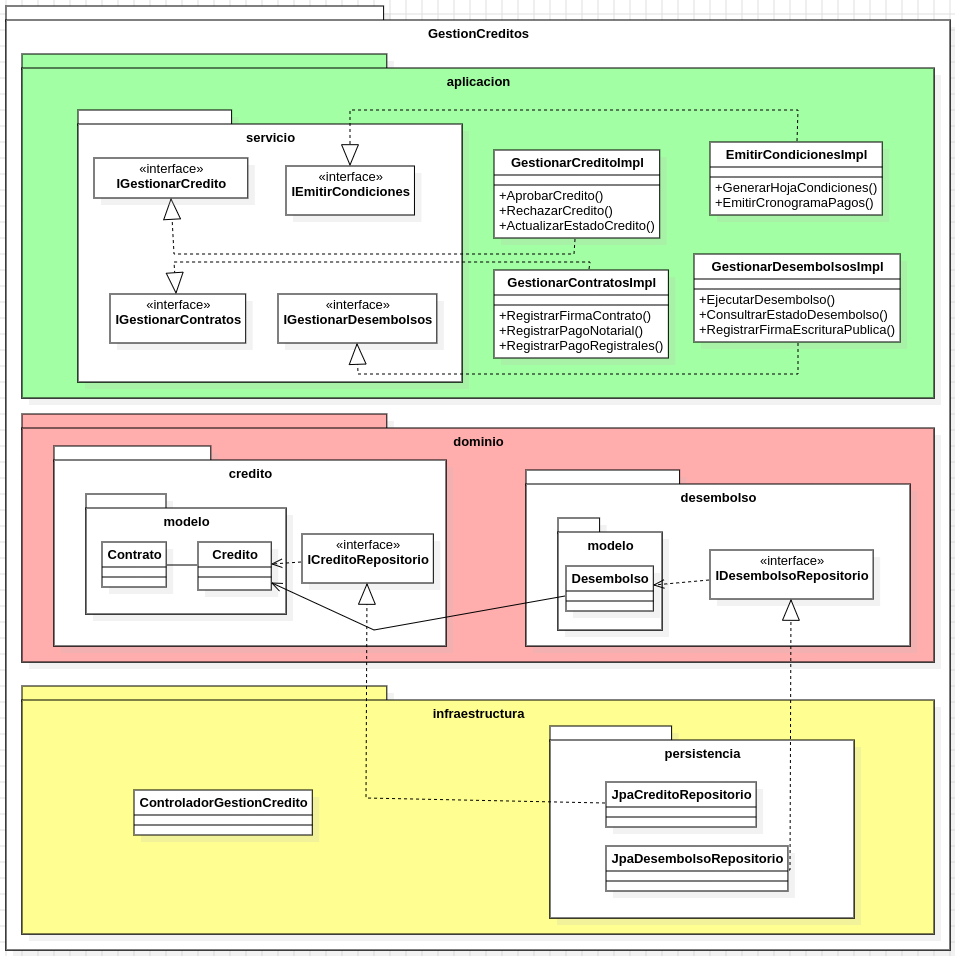 GestionCreditos
aplicacion
servicio
«interface»
IGestionarCredito
«interface»
IEmitirCondiciones
«interface»
IGestionarContratos
«interface»
IGestionarDesembolsos
GestionarCreditoImpl
+AprobarCredito()
+RechazarCredito()
+ActualizarEstadoCredito()
EmitirCondicionesImpl
+GenerarHojaCondiciones()
+EmitirCronogramaPagos()
GestionarContratosImpl
+RegistrarFirmaContrato()
+RegistrarPagoNotarial()
+RegistrarPagoRegistrales()
GestionarDesembolsosImpl
+EjecutarDesembolso()
+ConsultrarEstadoDesembolso()
+RegistrarFirmaEscrituraPublica()
dominio
credito
modelo
Contrato
Credito
«interface»
ICreditoRepositorio
desembolso
modelo
Desembolso
«interface»
IDesembolsoRepositorio
infraestructura
ControladorGestionCredito
persistencia
JpaCreditoRepositorio
JpaDesembolsoRepositorio